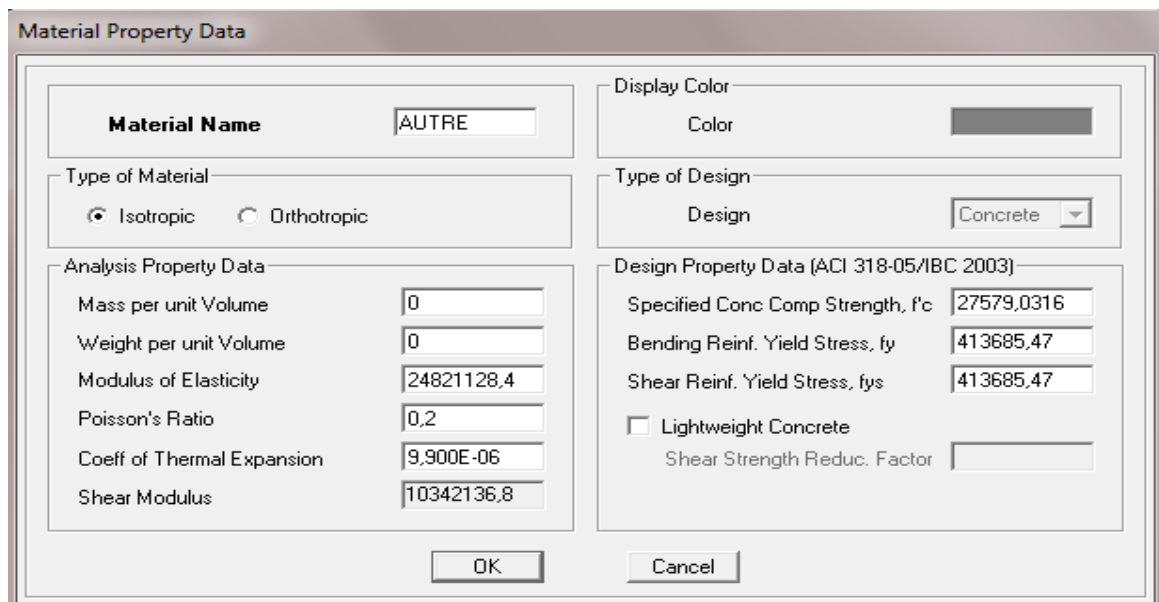 Material Property Data
Material Name AUTRE
Display Color
Color
Type of Material
Isotropic Orthotropic
Type of Design
Design Concrete
Analysis Property Data
Mass per unit Volume 0
Weight per unit Volume 0
Modulus of Elasticity 24821128,4
Poisson's Ratio 0,2
Coeff of Thermal Expansion 9,900E-06
Shear Modulus 10342136,8
Design Property Data (ACI 318-05/IBC 2003)
Specified Conc Comp Strength, f'c 27579,0316
Bending Reinf. Yield Stress, fy 413685,47
Shear Reinf. Yield Stress, fys 413685,47
Lightweight Concrete
Shear Strength Reduc. Factor
OK Cancel